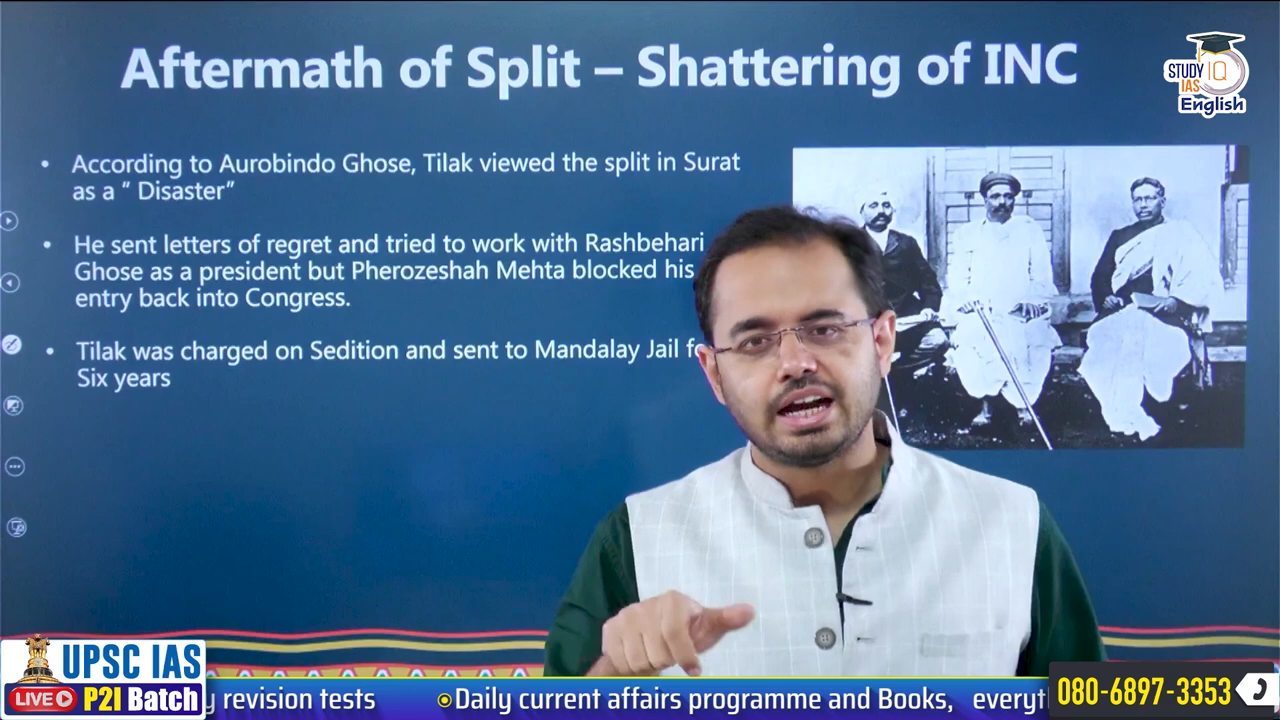 Aftermath of Split – Shattering of INC
STUDY IQ
IAS
English
• According to Aurobindo Ghose, Tilak viewed the split in Surat
as a “ Disaster”
• He sent letters of regret and tried to work with Rashbehari
Ghose as a president but Pherozeshah Mehta blocked his
entry back into Congress.
• Tilak was charged on Sedition and sent to Mandalay Jail
Six years
UPSC IAS
LIVE P2I Batch
revision tests
Daily current affairs programme and Books,
080-6897-3353